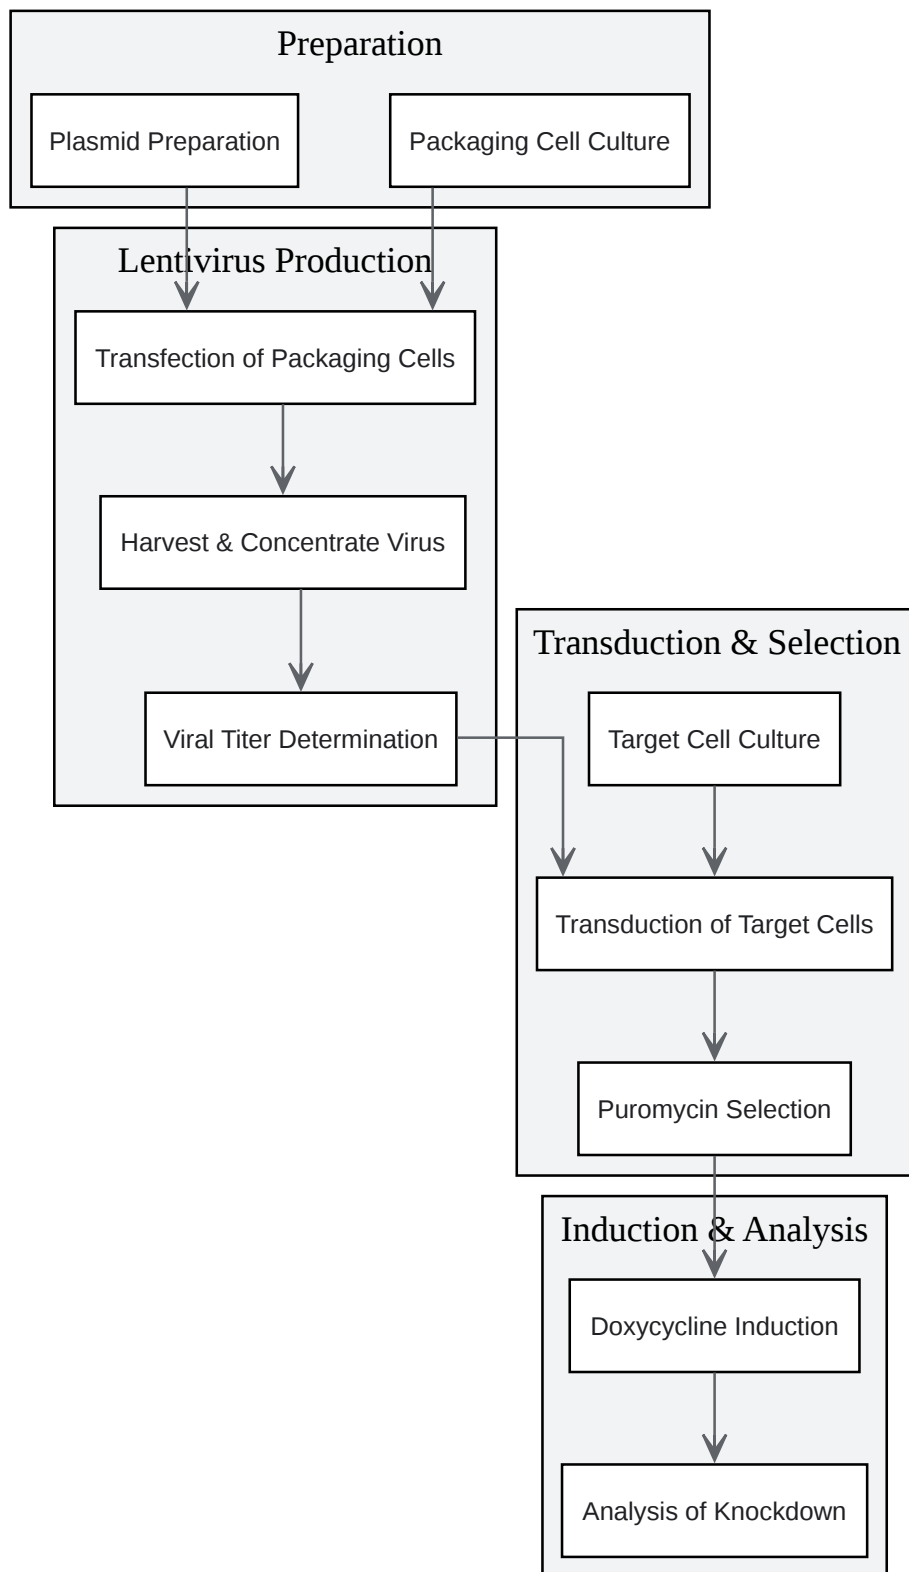 Preparation
Plasmid Preparation
Packaging Cell Culture
Lentivirus Production
Transfection of Packaging Cells
Harvest & Concentrate Virus
Viral Titer Determination
Transduction & Selection
Target Cell Culture
Transduction of Target Cells
Puromycin Selection
Induction & Analysis
Doxycycline Induction
Analysis of Knockdown